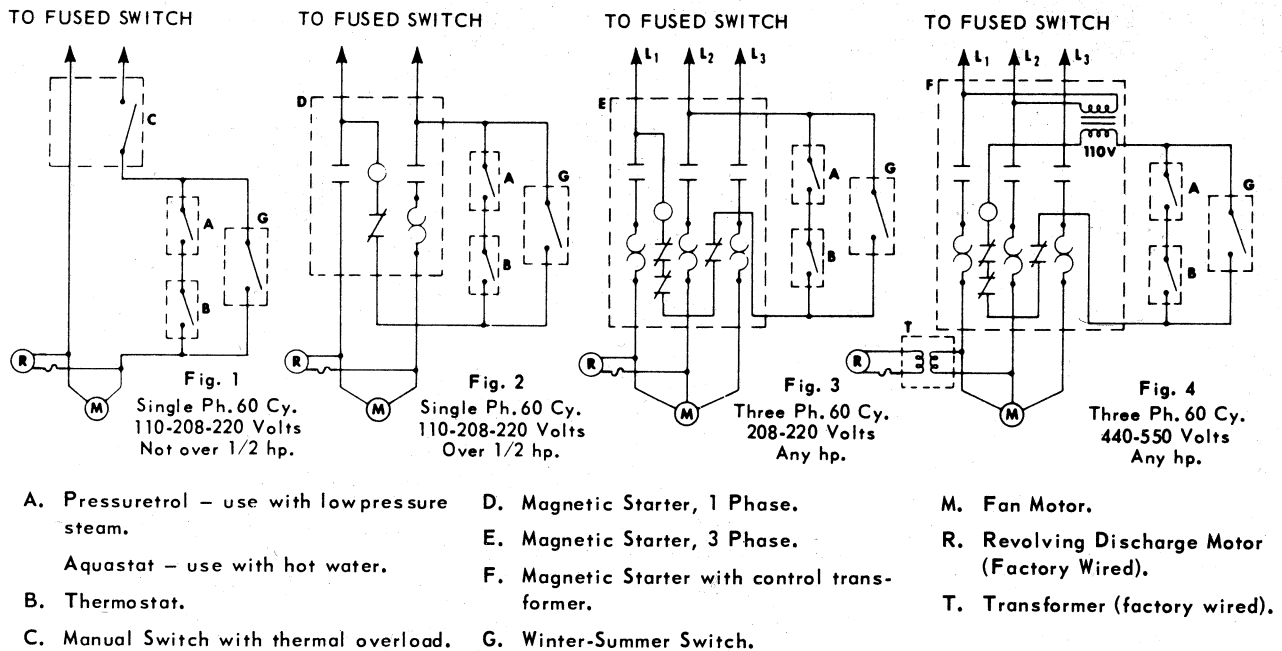 TO FUSED SWITCH
C
A
G
B
R
M
Fig. 1
Single Ph. 60 Cy.
110-208-220 Volts
Not over 1/2 hp.
TO FUSED SWITCH
D
A
G
B
R
M
Fig. 2
Single Ph. 60 Cy.
110-208-220 Volts
Over 1/2 hp.
TO FUSED SWITCH
L1 L2 L3
E
A
G
B
R
M
Fig. 3
Three Ph. 60 Cy.
208-220 Volts
Any hp.
TO FUSED SWITCH
L1 L2 L3
F
110V
A
G
B
T
R
M
Fig. 4
Three Ph. 60 Cy.
440-550 Volts
Any hp.
A. Pressuretrol – use with low pressure
steam.
Aquastat – use with hot water.
B. Thermostat.
C. Manual Switch with thermal overload.
D. Magnetic Starter, 1 Phase.
E. Magnetic Starter, 3 Phase.
F. Magnetic Starter with control trans-
former.
G. Winter-Summer Switch.
M. Fan Motor.
R. Revolving Discharge Motor
(Factory Wired).
T. Transformer (factory wired).